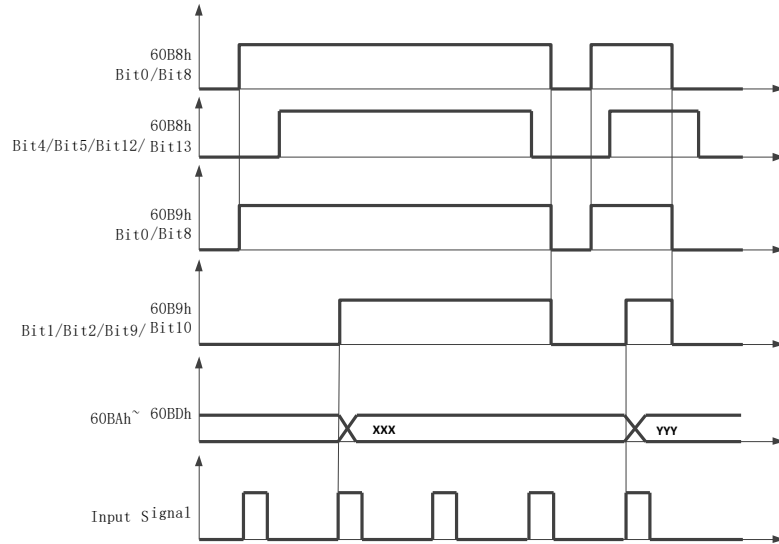 60B8h
Bit0/Bit8
60B8h
Bit4/Bit5/Bit12/ Bit13
60B9h
Bit0/Bit8
60B9h
Bit1/Bit2/Bit9/ Bit10
60BAh~ 60BDh
XXX
YYY
Input Signal